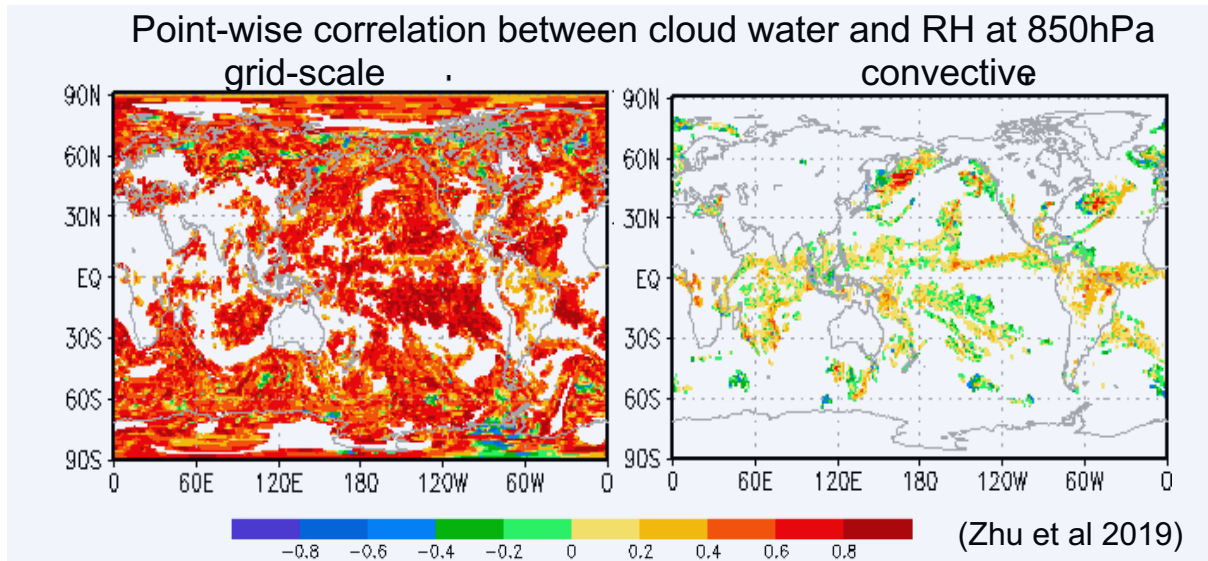 Point-wise correlation between cloud water and RH at 850hPa
grid-scale convective
90N 90N
60N 60N
30N 30N
EQ EQ
30S 30S
60S 60S
90S 90S
0 60E 120E 180 120W 60W 0 0 60E 120E 180 120W 60W 0
-0.8 -0.6 -0.4 -0.2 0 0.2 0.4 0.6 0.8
(Zhu et al 2019)